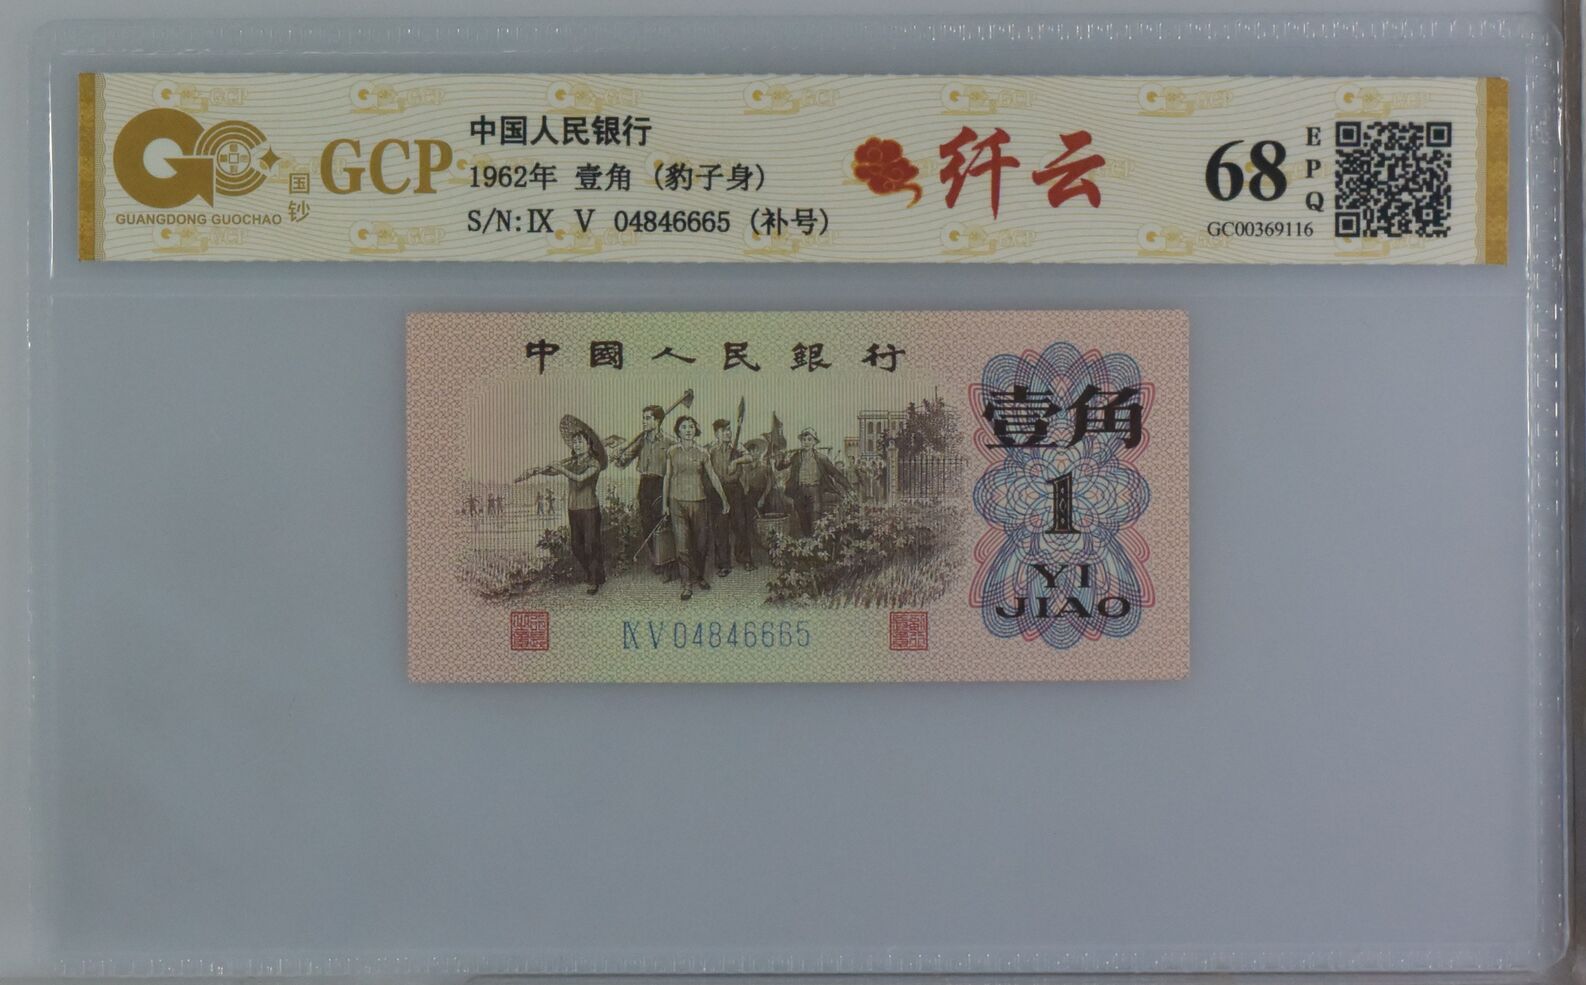 GCP
国钞
GUANGDONG GUOCHAO
中国人民银行
1962年 壹角 (豹子身)
S/N:Ⅸ Ⅴ 04846665 (补号)
纤云
68
EPQ
GC00369116
中國人民銀行
壹角
1
YI
JIAO
ⅨⅤ04846665